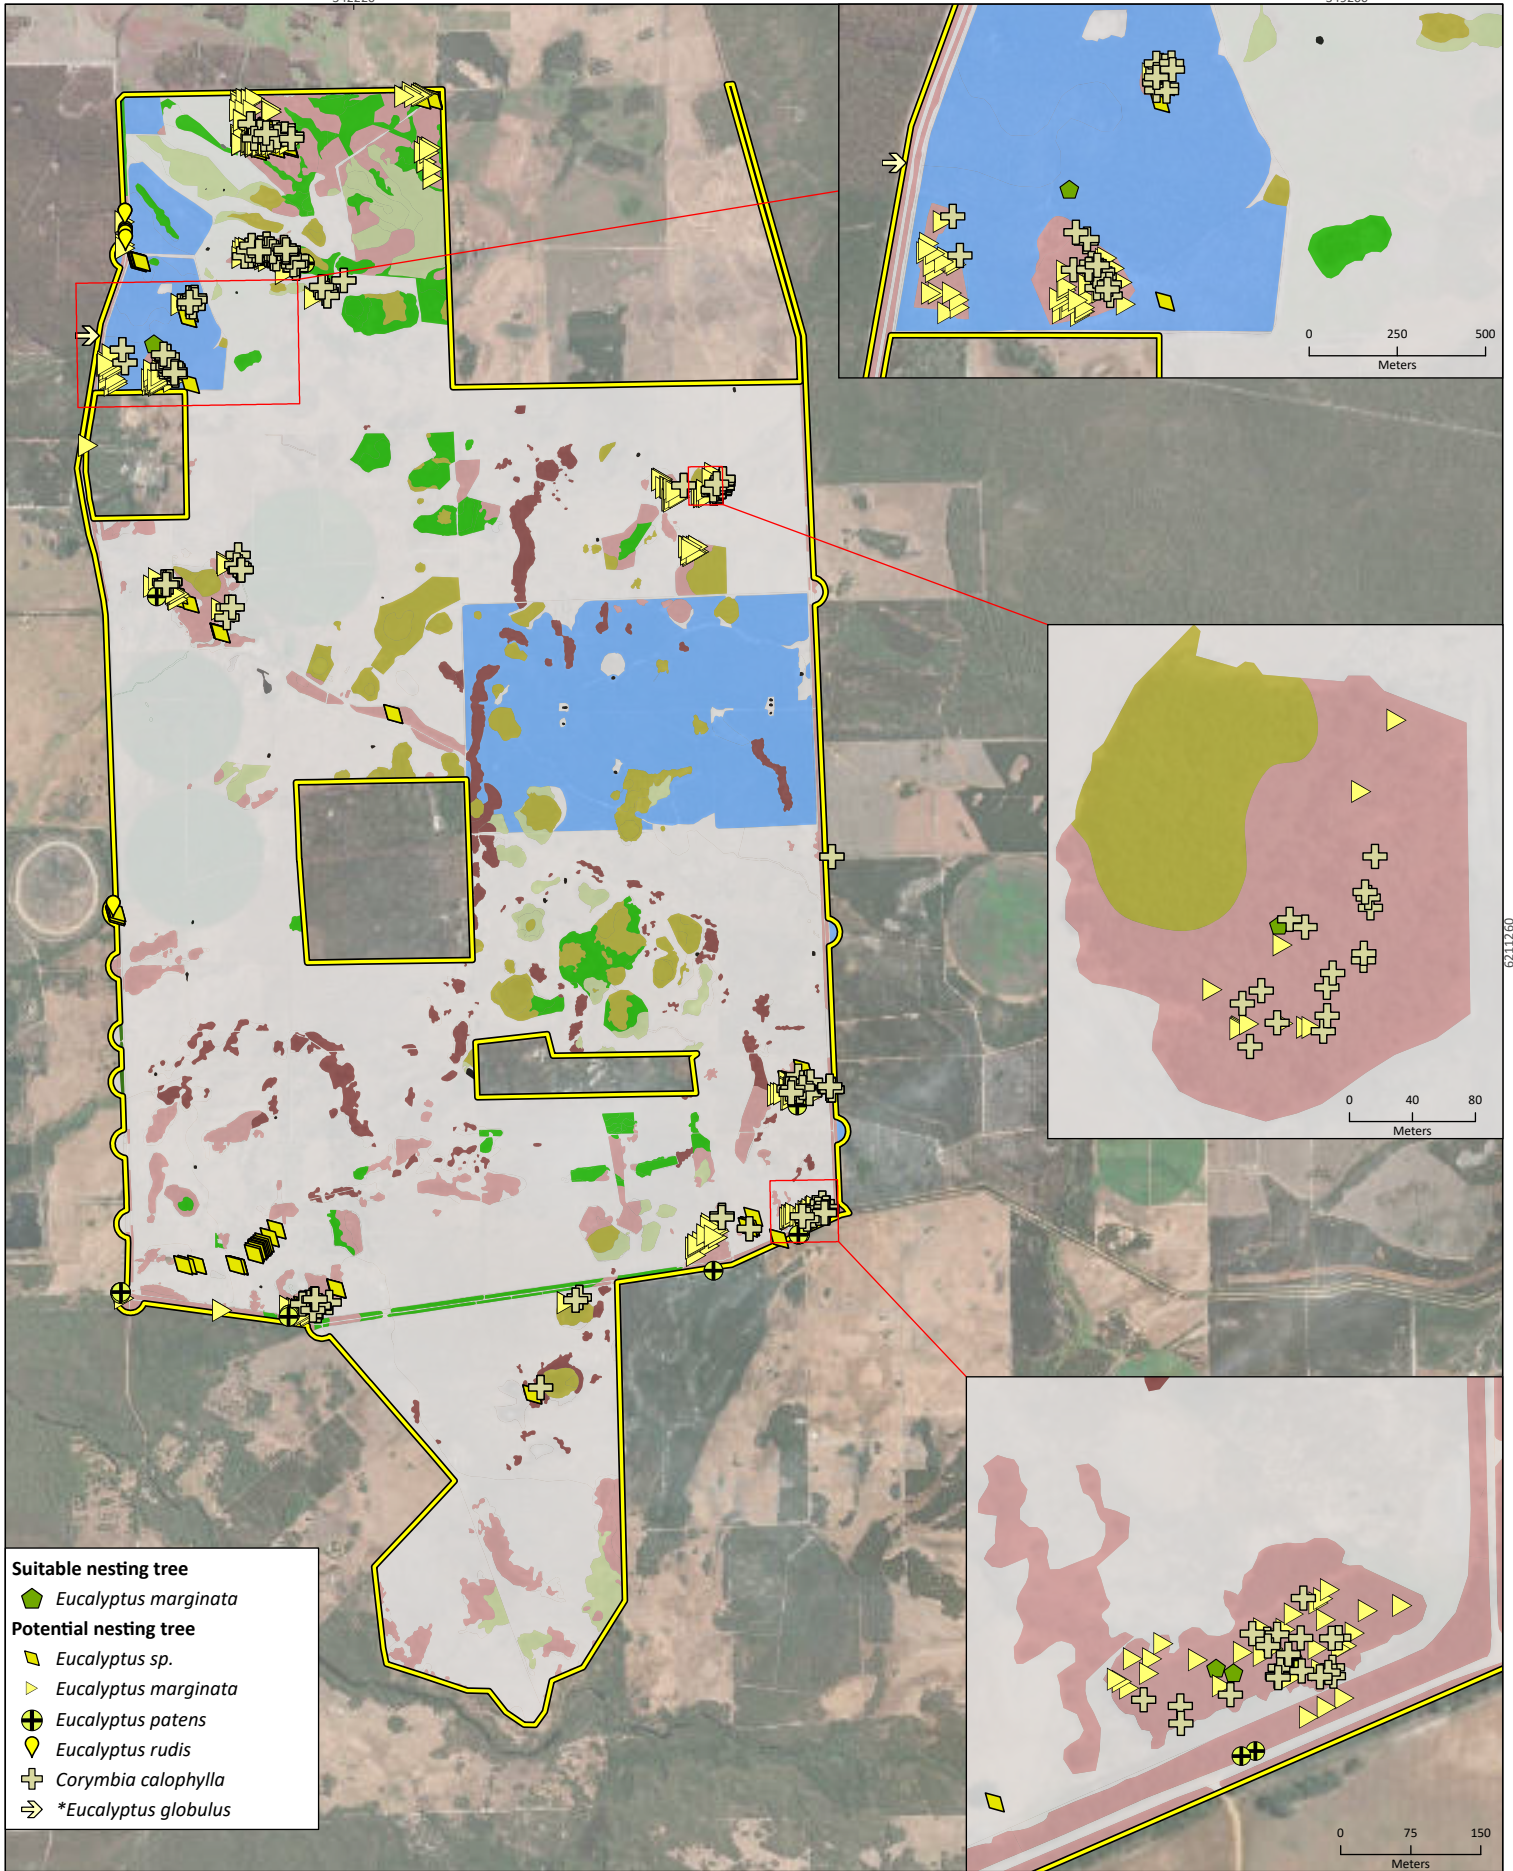 0 250 500
Meters
6211260
0 40 80
Meters
Suitable nesting tree
Eucalyptus marginata
Potential nesting tree
Eucalyptus sp.
Eucalyptus marginata
Eucalyptus patens
Eucalyptus rudis
Corymbia calophylla
*Eucalyptus globulus
0 75 150
Meters